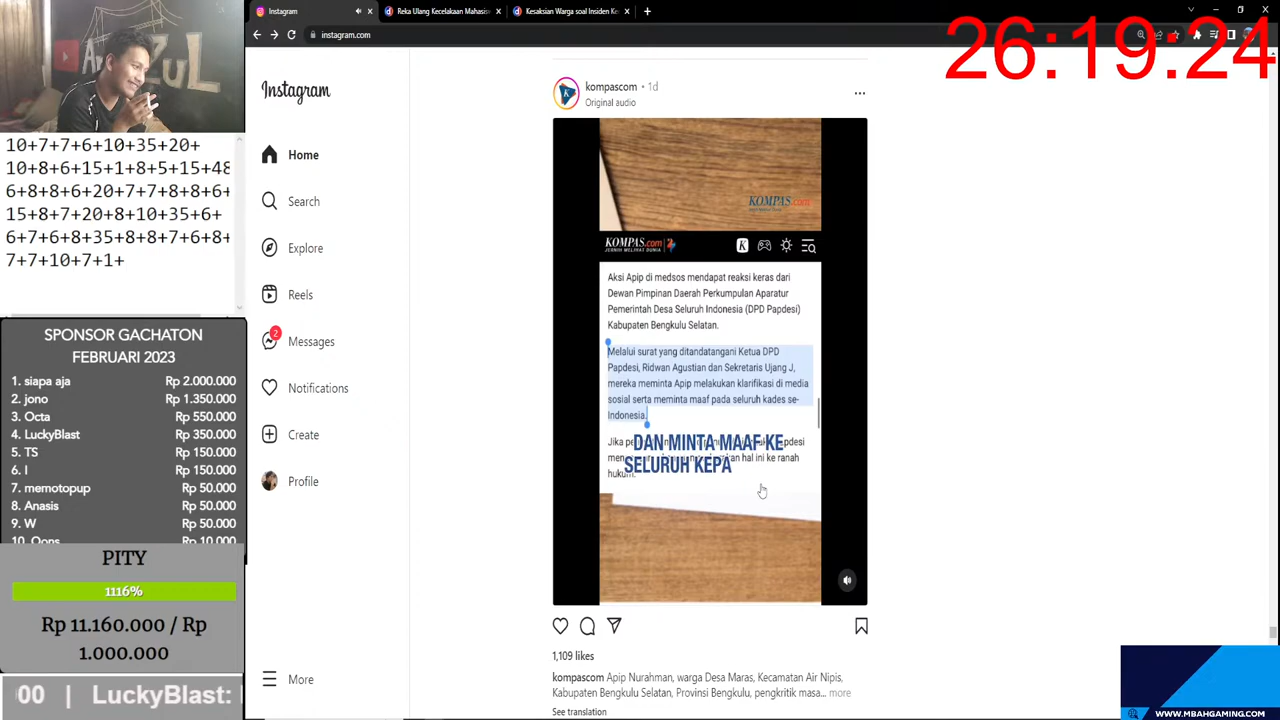 Instagram
Reka Ulang Kecelakaan Mahasis
Kesaksian Warga soal Insiden Ke
instagram.com
26:19:24
10+7+7+6+10+35+20+
10+8+6+15+1+8+5+15+48
6+8+8+6+20+7+7+8+8+6+
15+8+7+20+8+10+35+6+
6+7+6+8+35+8+8+7+6+8+
7+7+10+7+1+
SPONSOR GACHATON
FEBRUARI 2023
1. siapa aja Rp 2.000.000
2. jono Rp 1.350.000
3. Octa Rp 550.000
4. LuckyBlast Rp 350.000
5. TS Rp 150.000
6. I Rp 150.000
7. memotopup Rp 50.000
8. Anasis Rp 50.000
9. W Rp 50.000
10. Oops Rp 10.000
PITY
1116%
Rp 11.160.000 / Rp
1.000.000
00 | LuckyBlast:
Instagram
Home
Search
Explore
Reels
2
Messages
Notifications
Create
Profile
More
kompascom • 1d
Original audio
KOMPAS.com
KOMPAS.com
JERNIH MELIHAT DUNIA
Aksi Apip di medsos mendapat reaksi keras dari
Dewan Pimpinan Daerah Perkumpulan Aparatur
Pemerintah Desa Seluruh Indonesia (DPD Papdesi)
Kabupaten Bengkulu Selatan.
Melalui surat yang ditandatangani Ketua DPD
Papdesi, Ridwan Agustian dan Sekretaris Ujang J,
mereka meminta Apip melakukan klarifikasi di media
sosial serta meminta maaf pada seluruh kades se-
Indonesia.
DAN MINTA MAAF KE
SELURUH KEPA
Jika
hal ini ke ranah
hukum.
1,109 likes
kompascom Apip Nurahman, warga Desa Maras, Kecamatan Air Nipis,
Kabupaten Bengkulu Selatan, Provinsi Bengkulu, pengkritik masa... more
See translation
WWW.MBAHGAMING.COM